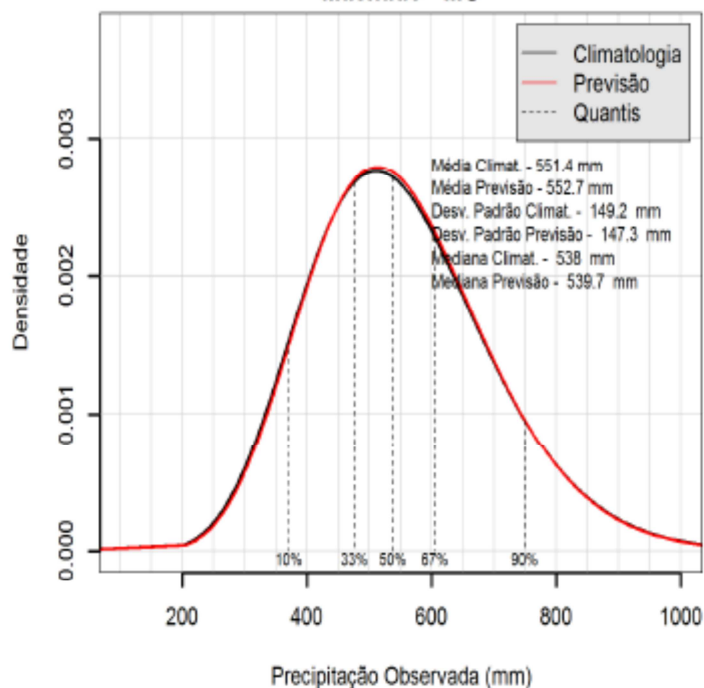 Climatologia
Previsão
Quantis
Média Climat. - 551.4 mm
Média Previsão - 552.7 mm
Desv. Padrão Climat. - 149.2 mm
Desv. Padrão Previsão - 147.3 mm
Mediana Climat. - 538 mm
Mediana Previsão - 539.7 mm
Densidade
0.003
0.002
0.001
0.000
10% 33% 50% 67% 90%
200 400 600 800 1000
Precipitação Observada (mm)